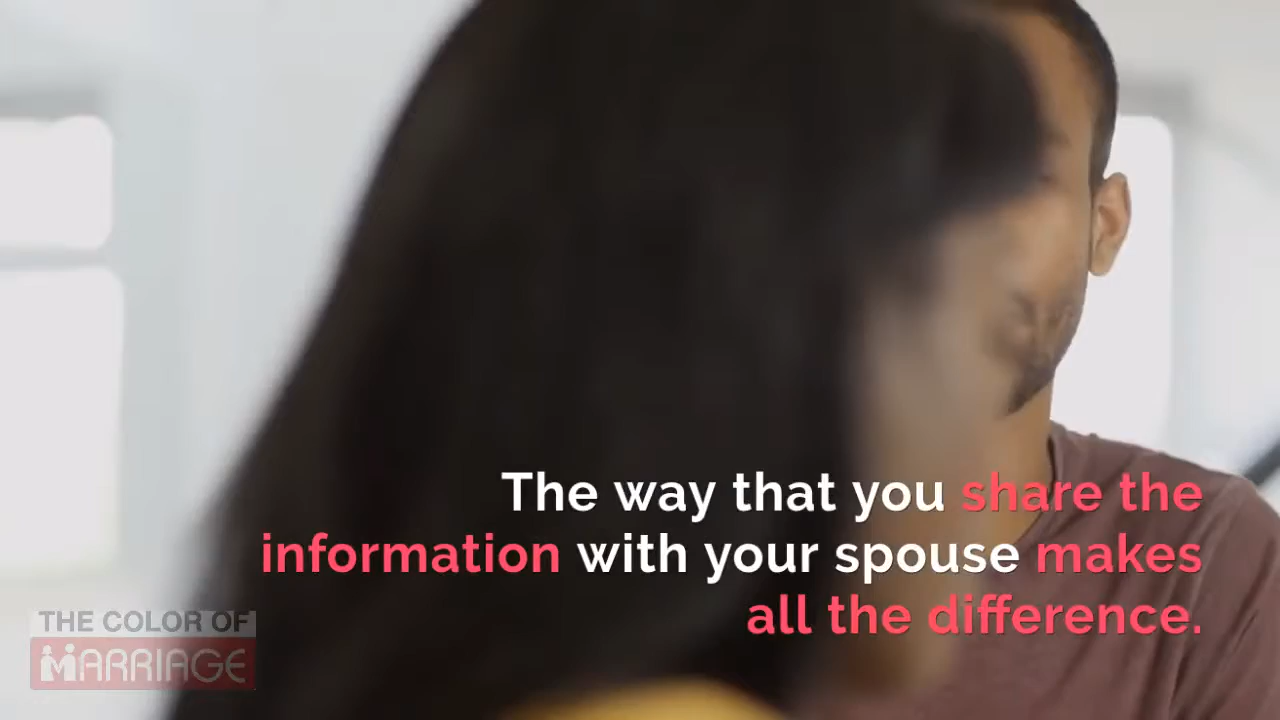 The way that you share the
information with your spouse makes
all the difference.
THE COLOR OF
MARRIAGE